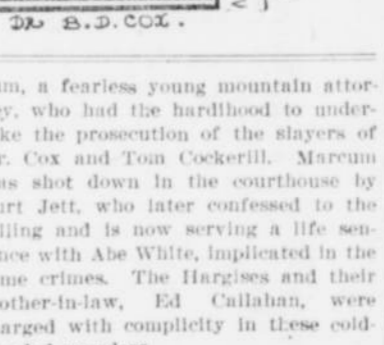 DR B.D.COX.
um, a fearless young mountain attor-
ey, who had the hardihood to under-
ke the prosecution of the slayers of
r. Cox and Tom Cockerill. Marcum
as shot down in the courthouse by
urt Jett, who later confessed to the
lling and is now serving a life sen-
nce with Abe White, implicated in the
me crimes. The Hargises and their
other-in-law, Ed Callahan, were
arged with complicity in these cold-